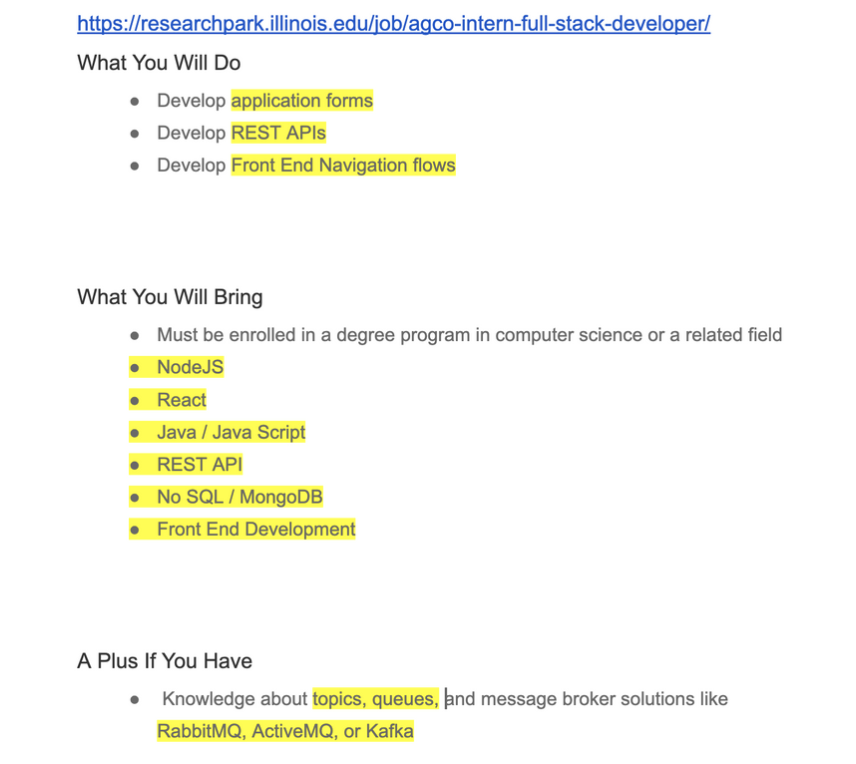 https://researchpark.illinois.edu/job/agco-intern-full-stack-developer/
What You Will Do
● Develop application forms
● Develop REST APIs
● Develop Front End Navigation flows
What You Will Bring
● Must be enrolled in a degree program in computer science or a related field
● NodeJS
● React
● Java / Java Script
● REST API
● No SQL / MongoDB
● Front End Development
A Plus If You Have
● Knowledge about topics, queues, and message broker solutions like
RabbitMQ, ActiveMQ, or Kafka